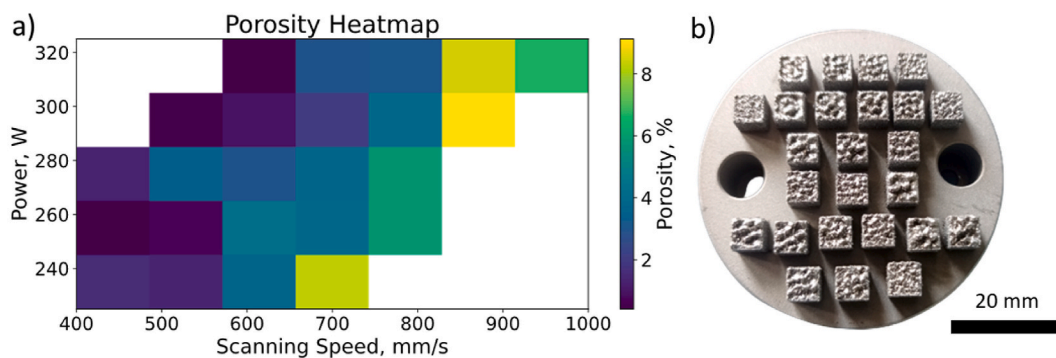 a)
Porosity Heatmap
320
300
280
260
240
Power, W
400 500 600 700 800 900 1000
Scanning Speed, mm/s
8
6
4
2
Porosity, %
b)
20 mm